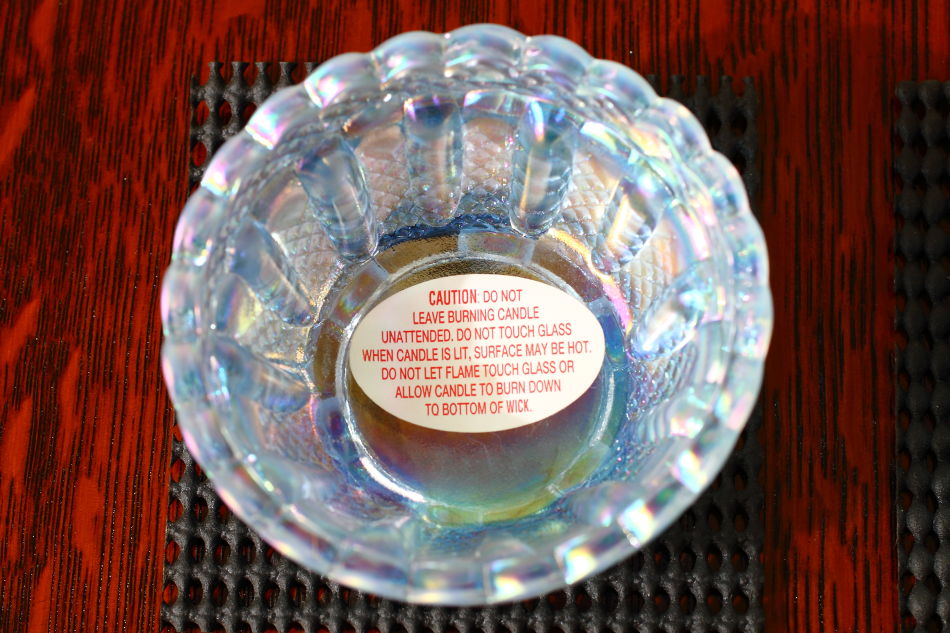 CAUTION: DO NOT
LEAVE BURNING CANDLE
UNATTENDED. DO NOT TOUCH GLASS
WHEN CANDLE IS LIT, SURFACE MAY BE HOT.
DO NOT LET FLAME TOUCH GLASS OR
ALLOW CANDLE TO BURN DOWN
TO BOTTOM OF WICK.